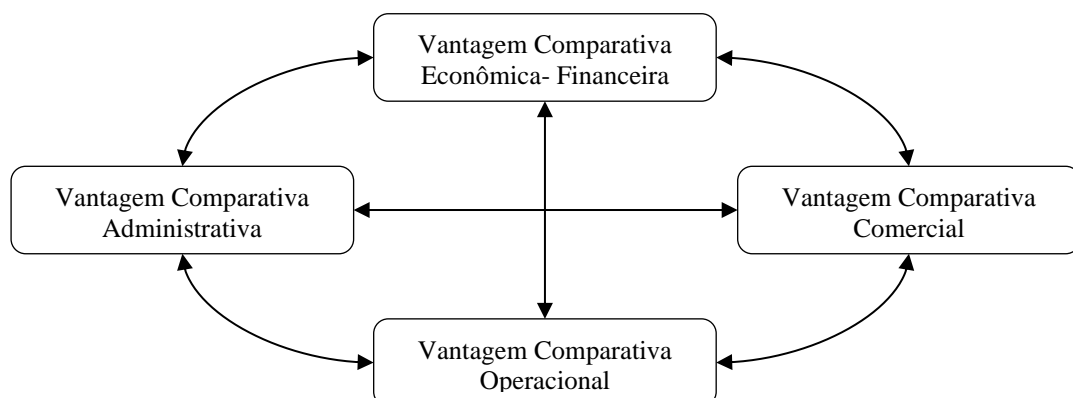 Vantagem Comparativa
Econômica- Financeira
Vantagem Comparativa
Administrativa
Vantagem Comparativa
Comercial
Vantagem Comparativa
Operacional